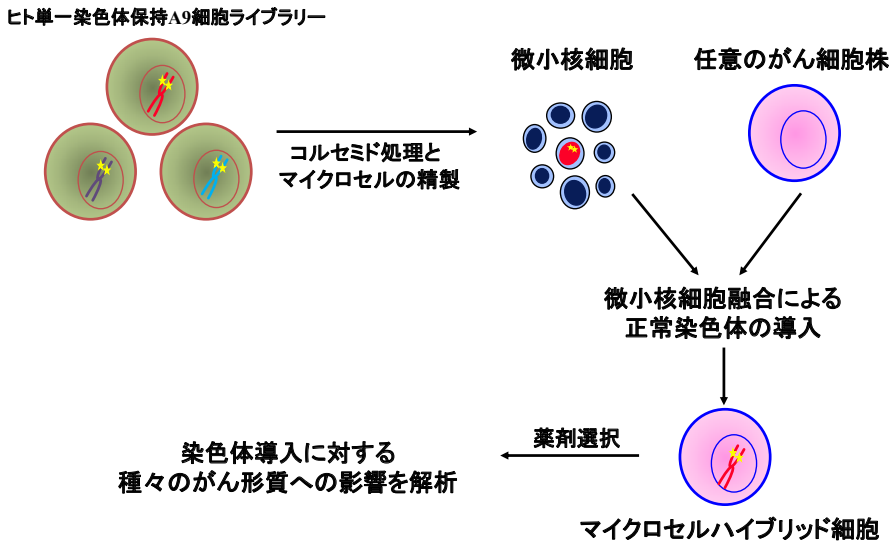 ヒト単一染色体保持A9細胞ライブラリー
微小核細胞
任意のがん細胞株
コルセミド処理と
マイクロセルの精製
微小核細胞融合による
正常染色体の導入
薬剤選択
染色体導入に対する
種々のがん形質への影響を解析
マイクロセルハイブリッド細胞